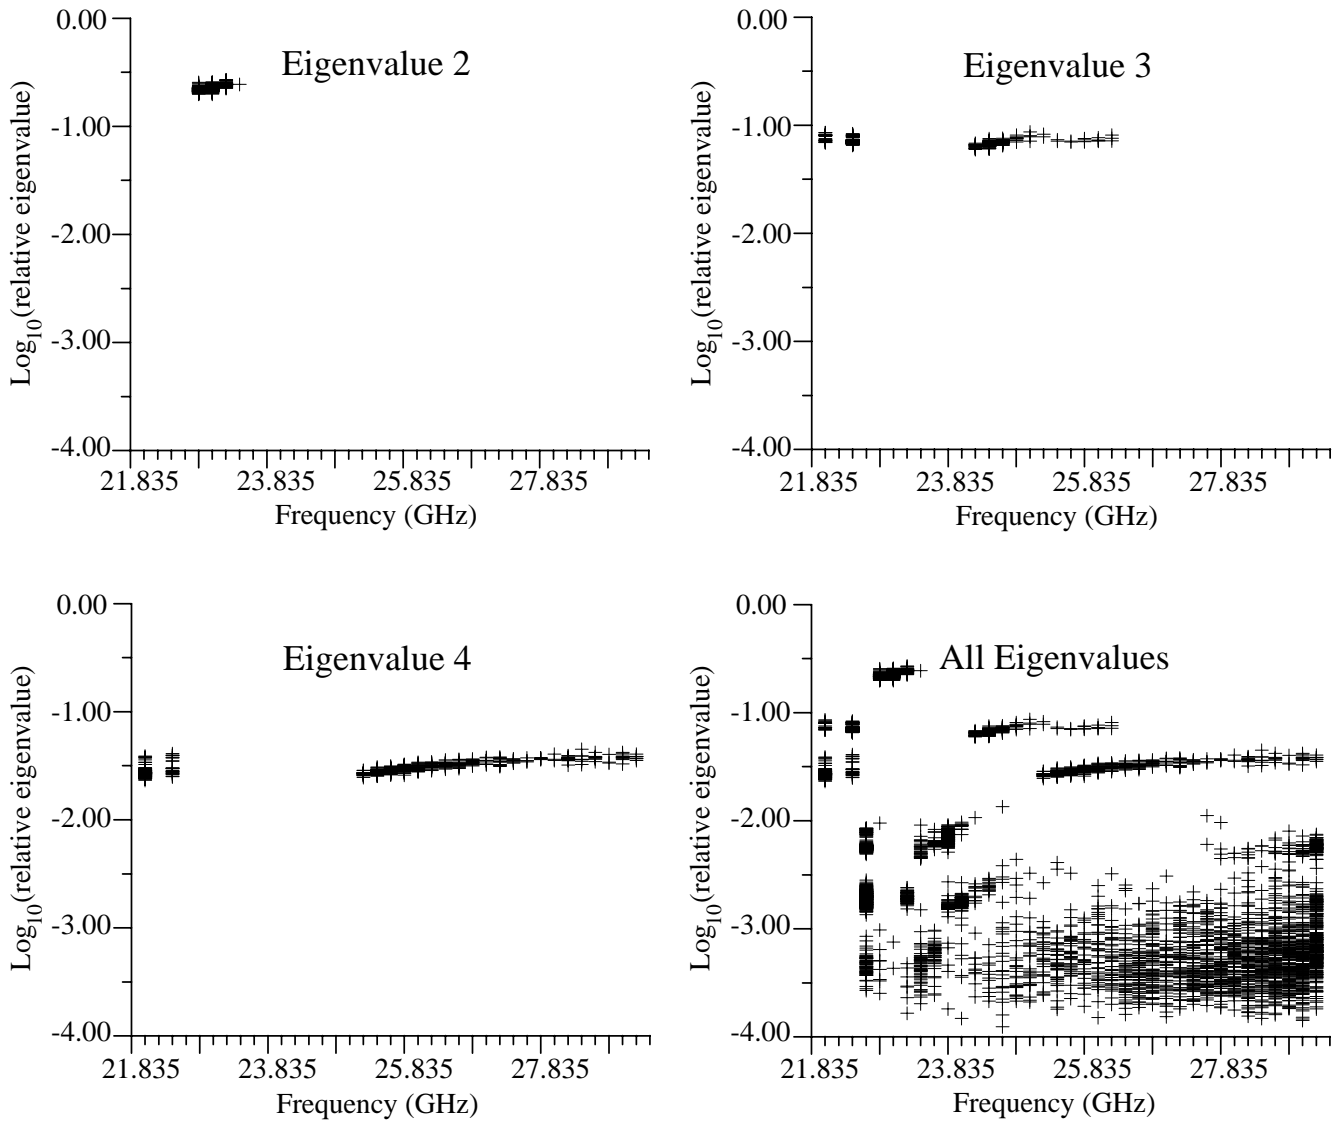 Eigenvalue 2
0.00
-1.00
-2.00
-3.00
-4.00
Log10(relative eigenvalue)
21.835 23.835 25.835 27.835
Frequency (GHz)
Eigenvalue 3
0.00
-1.00
-2.00
-3.00
-4.00
Log10(relative eigenvalue)
21.835 23.835 25.835 27.835
Frequency (GHz)
Eigenvalue 4
0.00
-1.00
-2.00
-3.00
-4.00
Log10(relative eigenvalue)
21.835 23.835 25.835 27.835
Frequency (GHz)
All Eigenvalues
0.00
-1.00
-2.00
-3.00
-4.00
Log10(relative eigenvalue)
21.835 23.835 25.835 27.835
Frequency (GHz)